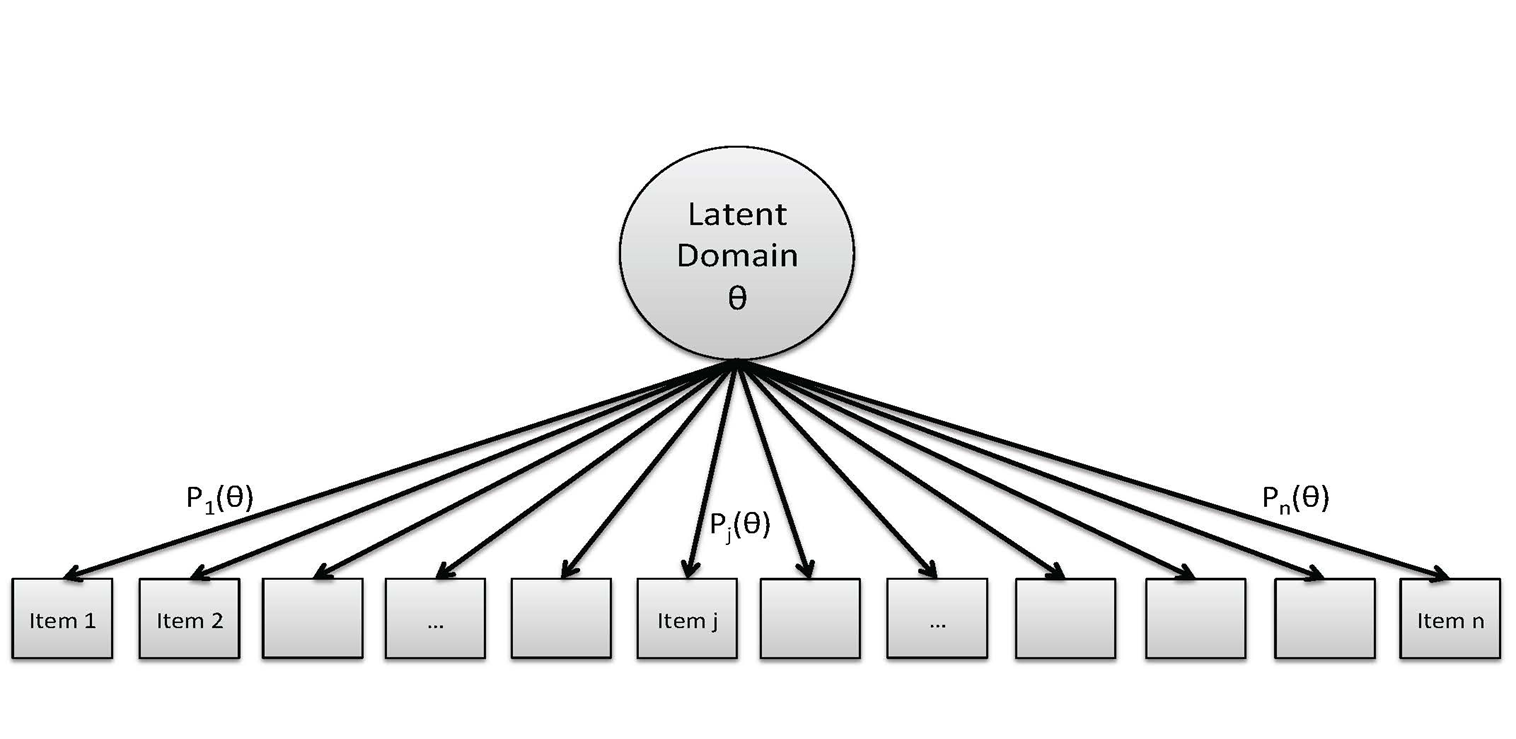 Latent
Domain
θ
P1(θ)
Pj(θ)
Pn(θ)
Item 1
Item 2
...
Item j
...
Item n